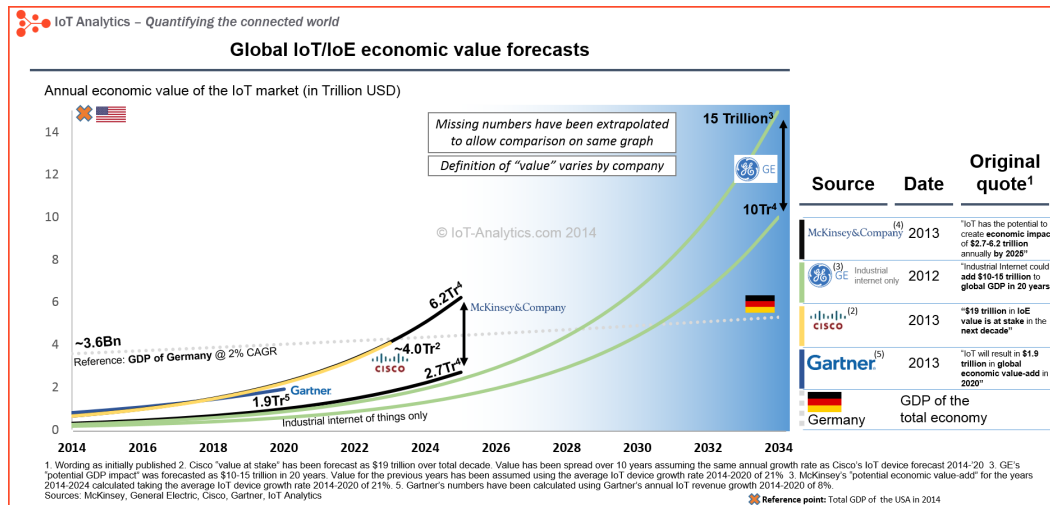 IoT Analytics – Quantifying the connected world
Global IoT/IoE economic value forecasts
Annual economic value of the IoT market (in Trillion USD)
14
12
10
8
6
4
2
0
Missing numbers have been extrapolated
to allow comparison on same graph
Definition of “value” varies by company
15 Trillion3
GE
10Tr4
© IoT-Analytics.com 2014
6.2Tr4
McKinsey&Company
~3.6Bn
Reference: GDP of Germany @ 2% CAGR
~4.0Tr2
CISCO
2.7Tr4
Gartner
1.9Tr5
Industrial internet of things only
2014 2016 2018 2020 2022 2024 2026 2028 2030 2032 2034
Source Date Original
quote1
McKinsey&Company (4) 2013
"IoT has the potential to
create economic impac
of $2.7-6.2 trillion
annually by 2025”
(3) GE Industrial
internet only 2012
"Industrial Internet could
add $10-15 trillion to
global GDP in 20 years
CISCO (2) 2013
“$19 trillion in IoE
value is at stake in the
next decade”
Gartner (5) 2013
"IoT will result in $1.9
trillion in global
economic value-add in
2020”
Germany
GDP of the
total economy
1. Wording as initially published 2. Cisco "value at stake” has been forecast as $19 trillion over total decade. Value has been spread over 10 years assuming the same annual growth rate as Cisco's IoT device forecast 2014-'20 3. GE's
"potential GDP impact" was forecasted as $10-15 trillion in 20 years. Value for the previous years has been assumed using the average IoT device growth rate 2014-2020 of 21% 3. McKinsey's "potential economic value-add" for the years
2014-2024 calculated taking the average IoT device growth rate 2014-2020 of 21%. 5. Gartner's numbers have been calculated using Gartner's annual IoT revenue growth 2014-2020 of 8%.
Sources: McKinsey, General Electric, Cisco, Gartner, IoT Analytics
Reference point: Total GDP of the USA in 2014